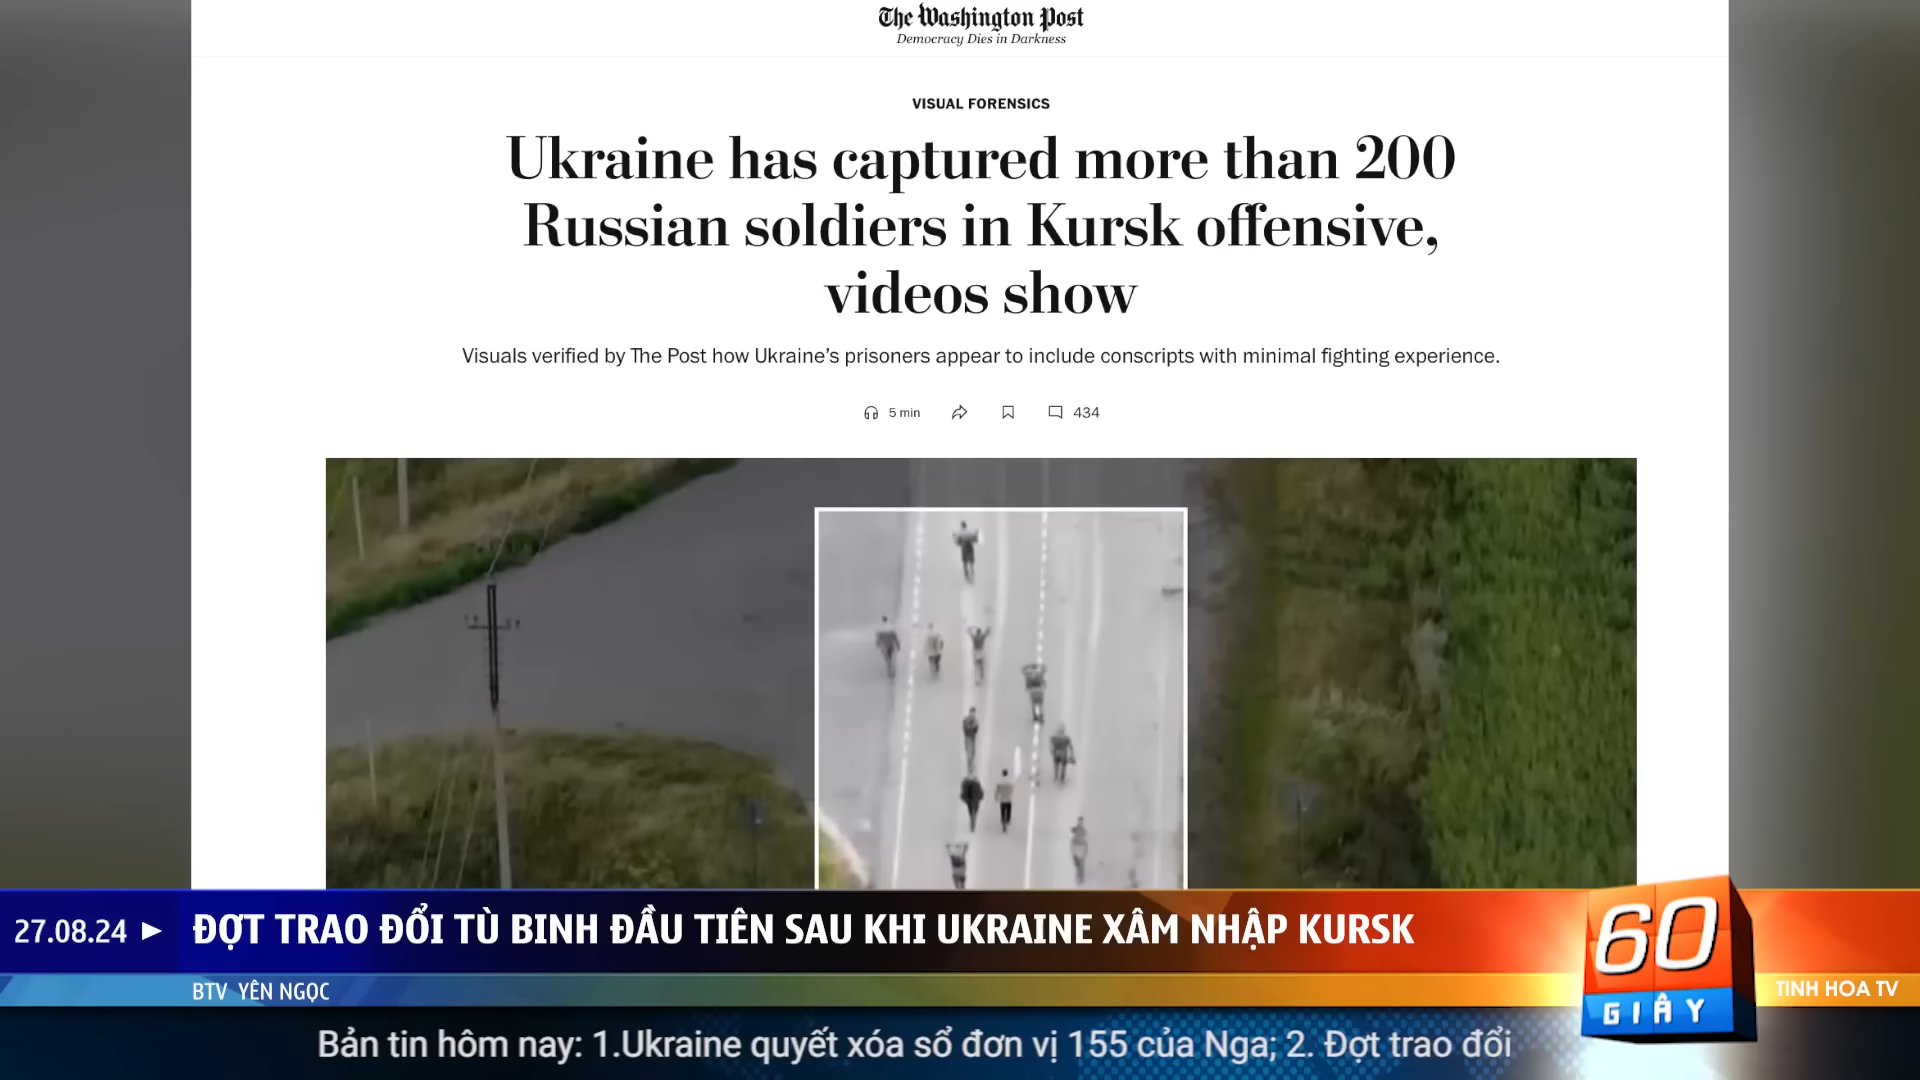 The Washington Post
Democracy Dies in Darkness
VISUAL FORENSICS
Ukraine has captured more than 200
Russian soldiers in Kursk offensive,
videos show
Visuals verified by The Post how Ukraine’s prisoners appear to include conscripts with minimal fighting experience.
5 min
434
27.08.24
ĐỢT TRAO ĐỔI TÙ BINH ĐẦU TIÊN SAU KHI UKRAINE XÂM NHẬP KURSK
60
GIÂY
BTV YÊN NGỌC
TINH HOA TV
Bản tin hôm nay: 1.Ukraine quyết xóa sổ đơn vị 155 của Nga; 2. Đợt trao đổi